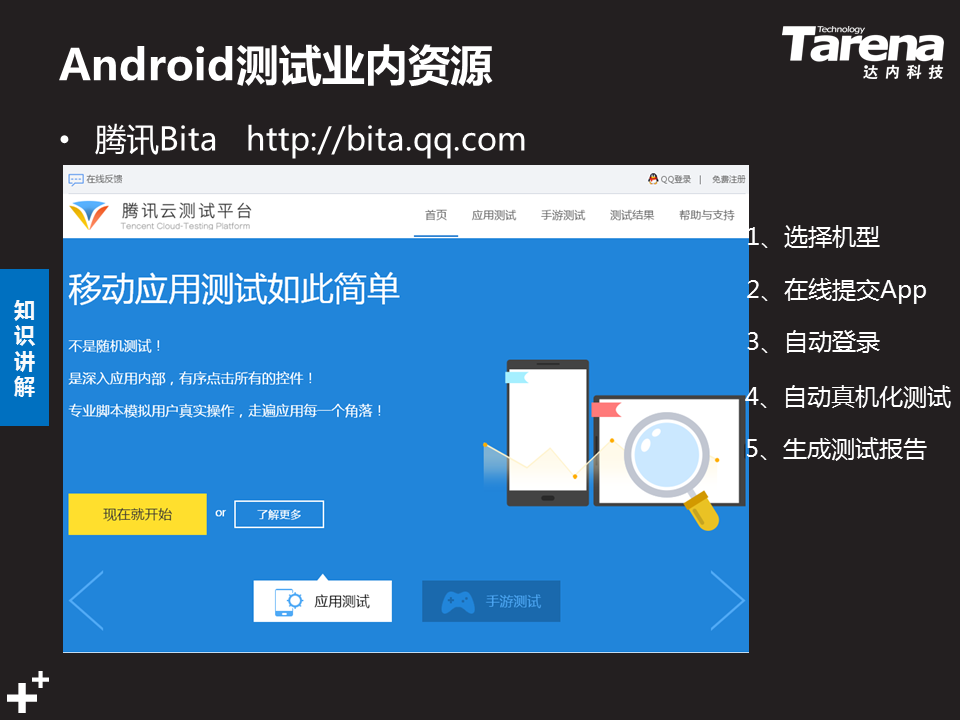 Android测试业内资源
Technology
Tarena
达内科技
• 腾讯Bita http://bita.qq.com
在线反馈
QQ登录 | 免费注册
腾讯云测试平台
Tencent Cloud-Testing Platform
首页 应用测试 手游测试 测试结果 帮助与支持
移动应用测试如此简单
不是随机测试！
是深入应用内部，有序点击所有的控件！
专业脚本模拟用户真实操作，走遍应用每一个角落！
现在就开始 or 了解更多
应用测试 手游测试
1、选择机型
2、在线提交App
3、自动登录
4、自动真机化测试
5、生成测试报告
知识讲解